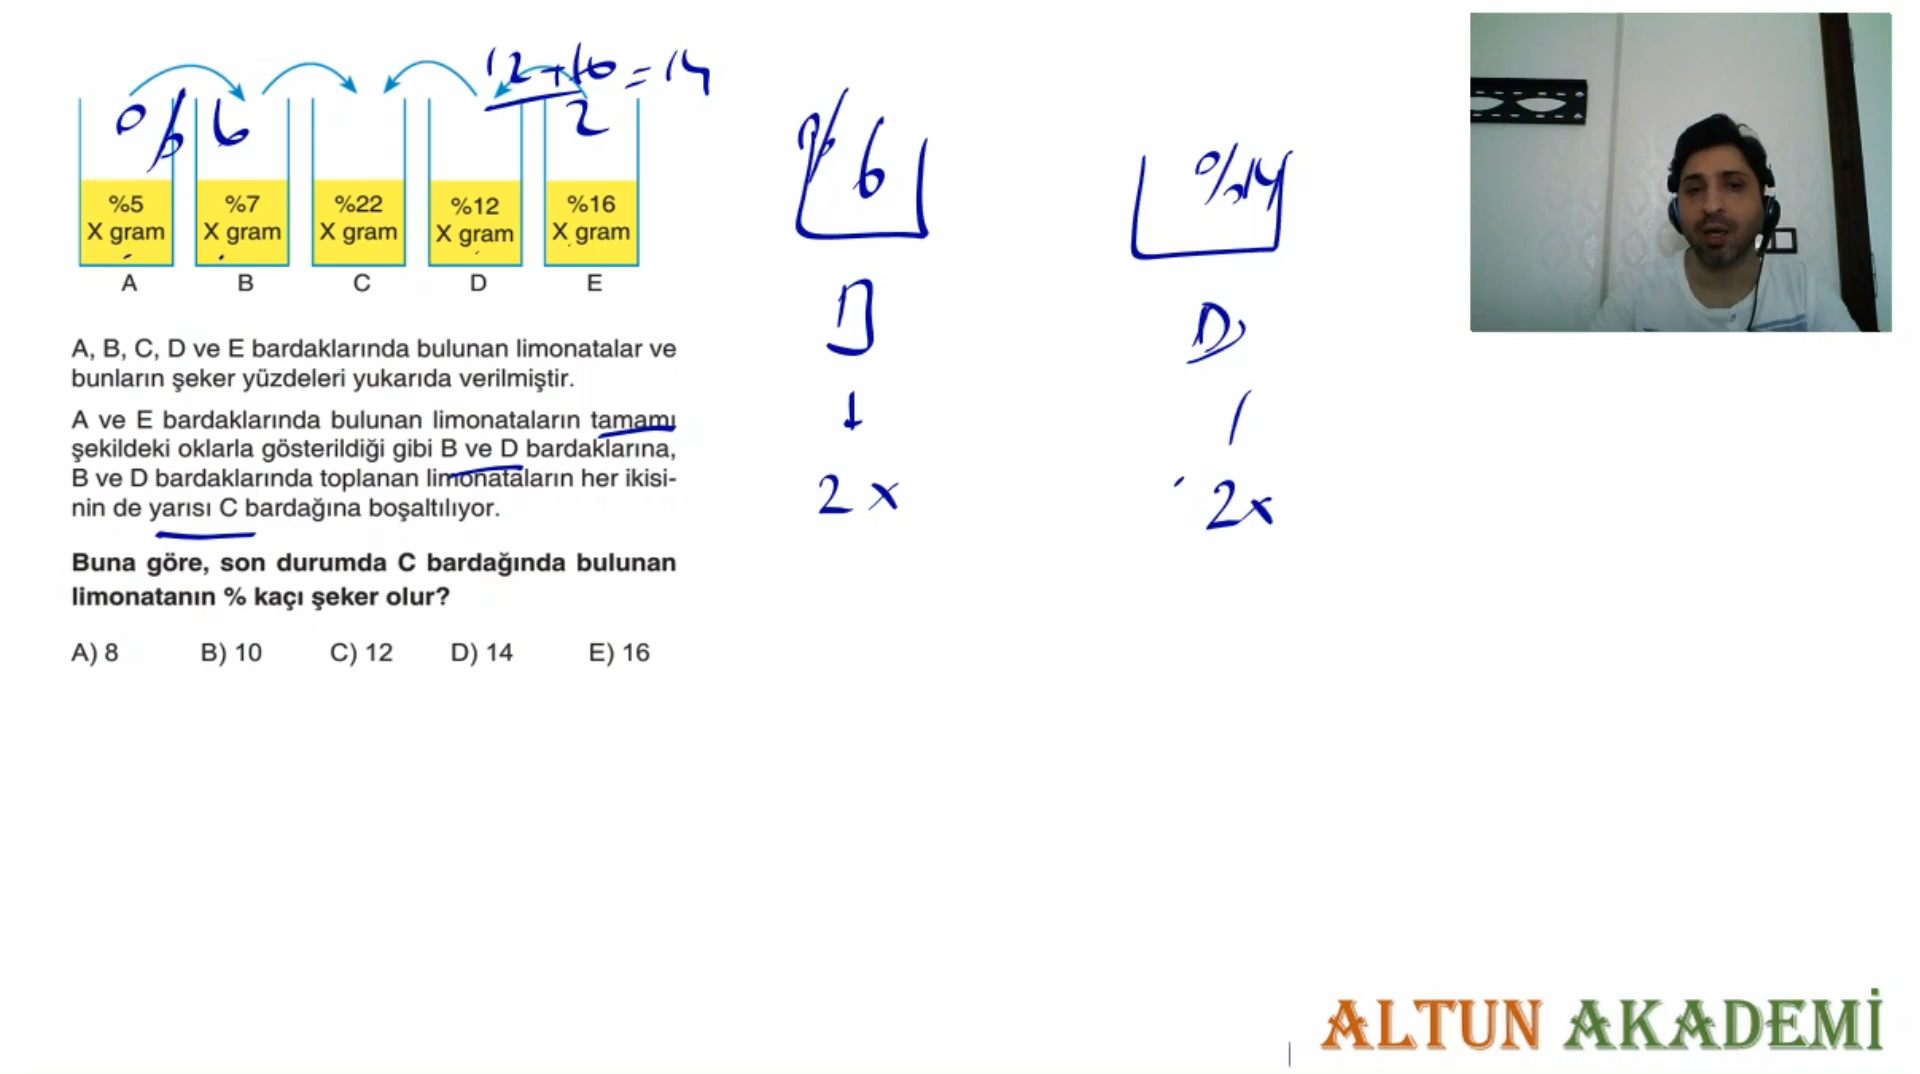 12+16 = 14
2
% 6
%5 %7 %22 %12 %16
X gram X gram X gram X gram X gram
A B C D E
A, B, C, D ve E bardaklarında bulunan limonatalar ve
bunların şeker yüzdeleri yukarıda verilmiştir.
A ve E bardaklarında bulunan limonataların tamamı
şekildeki oklarla gösterildiği gibi B ve D bardaklarına,
B ve D bardaklarında toplanan limonataların her ikisi-
nin de yarısı C bardağına boşaltılıyor.
Buna göre, son durumda C bardağında bulunan
limonatanın % kaçı şeker olur?
A) 8 B) 10 C) 12 D) 14 E) 16
%6 %14
B D
2x 2x
ALTUN AKADEMİ